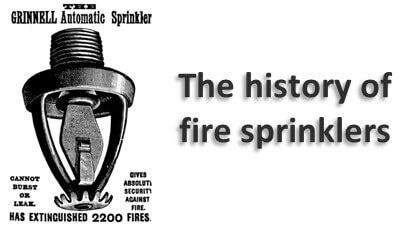 THE
GRINNELL Automatic Sprinkler
The history of
fire sprinklers
CANNOT
BURST
OR
LEAK.
GIVES
ABSOLUTE
SECURITY
AGAINST
FIRE.
HAS EXTINGUISHED 2200 FIRES.